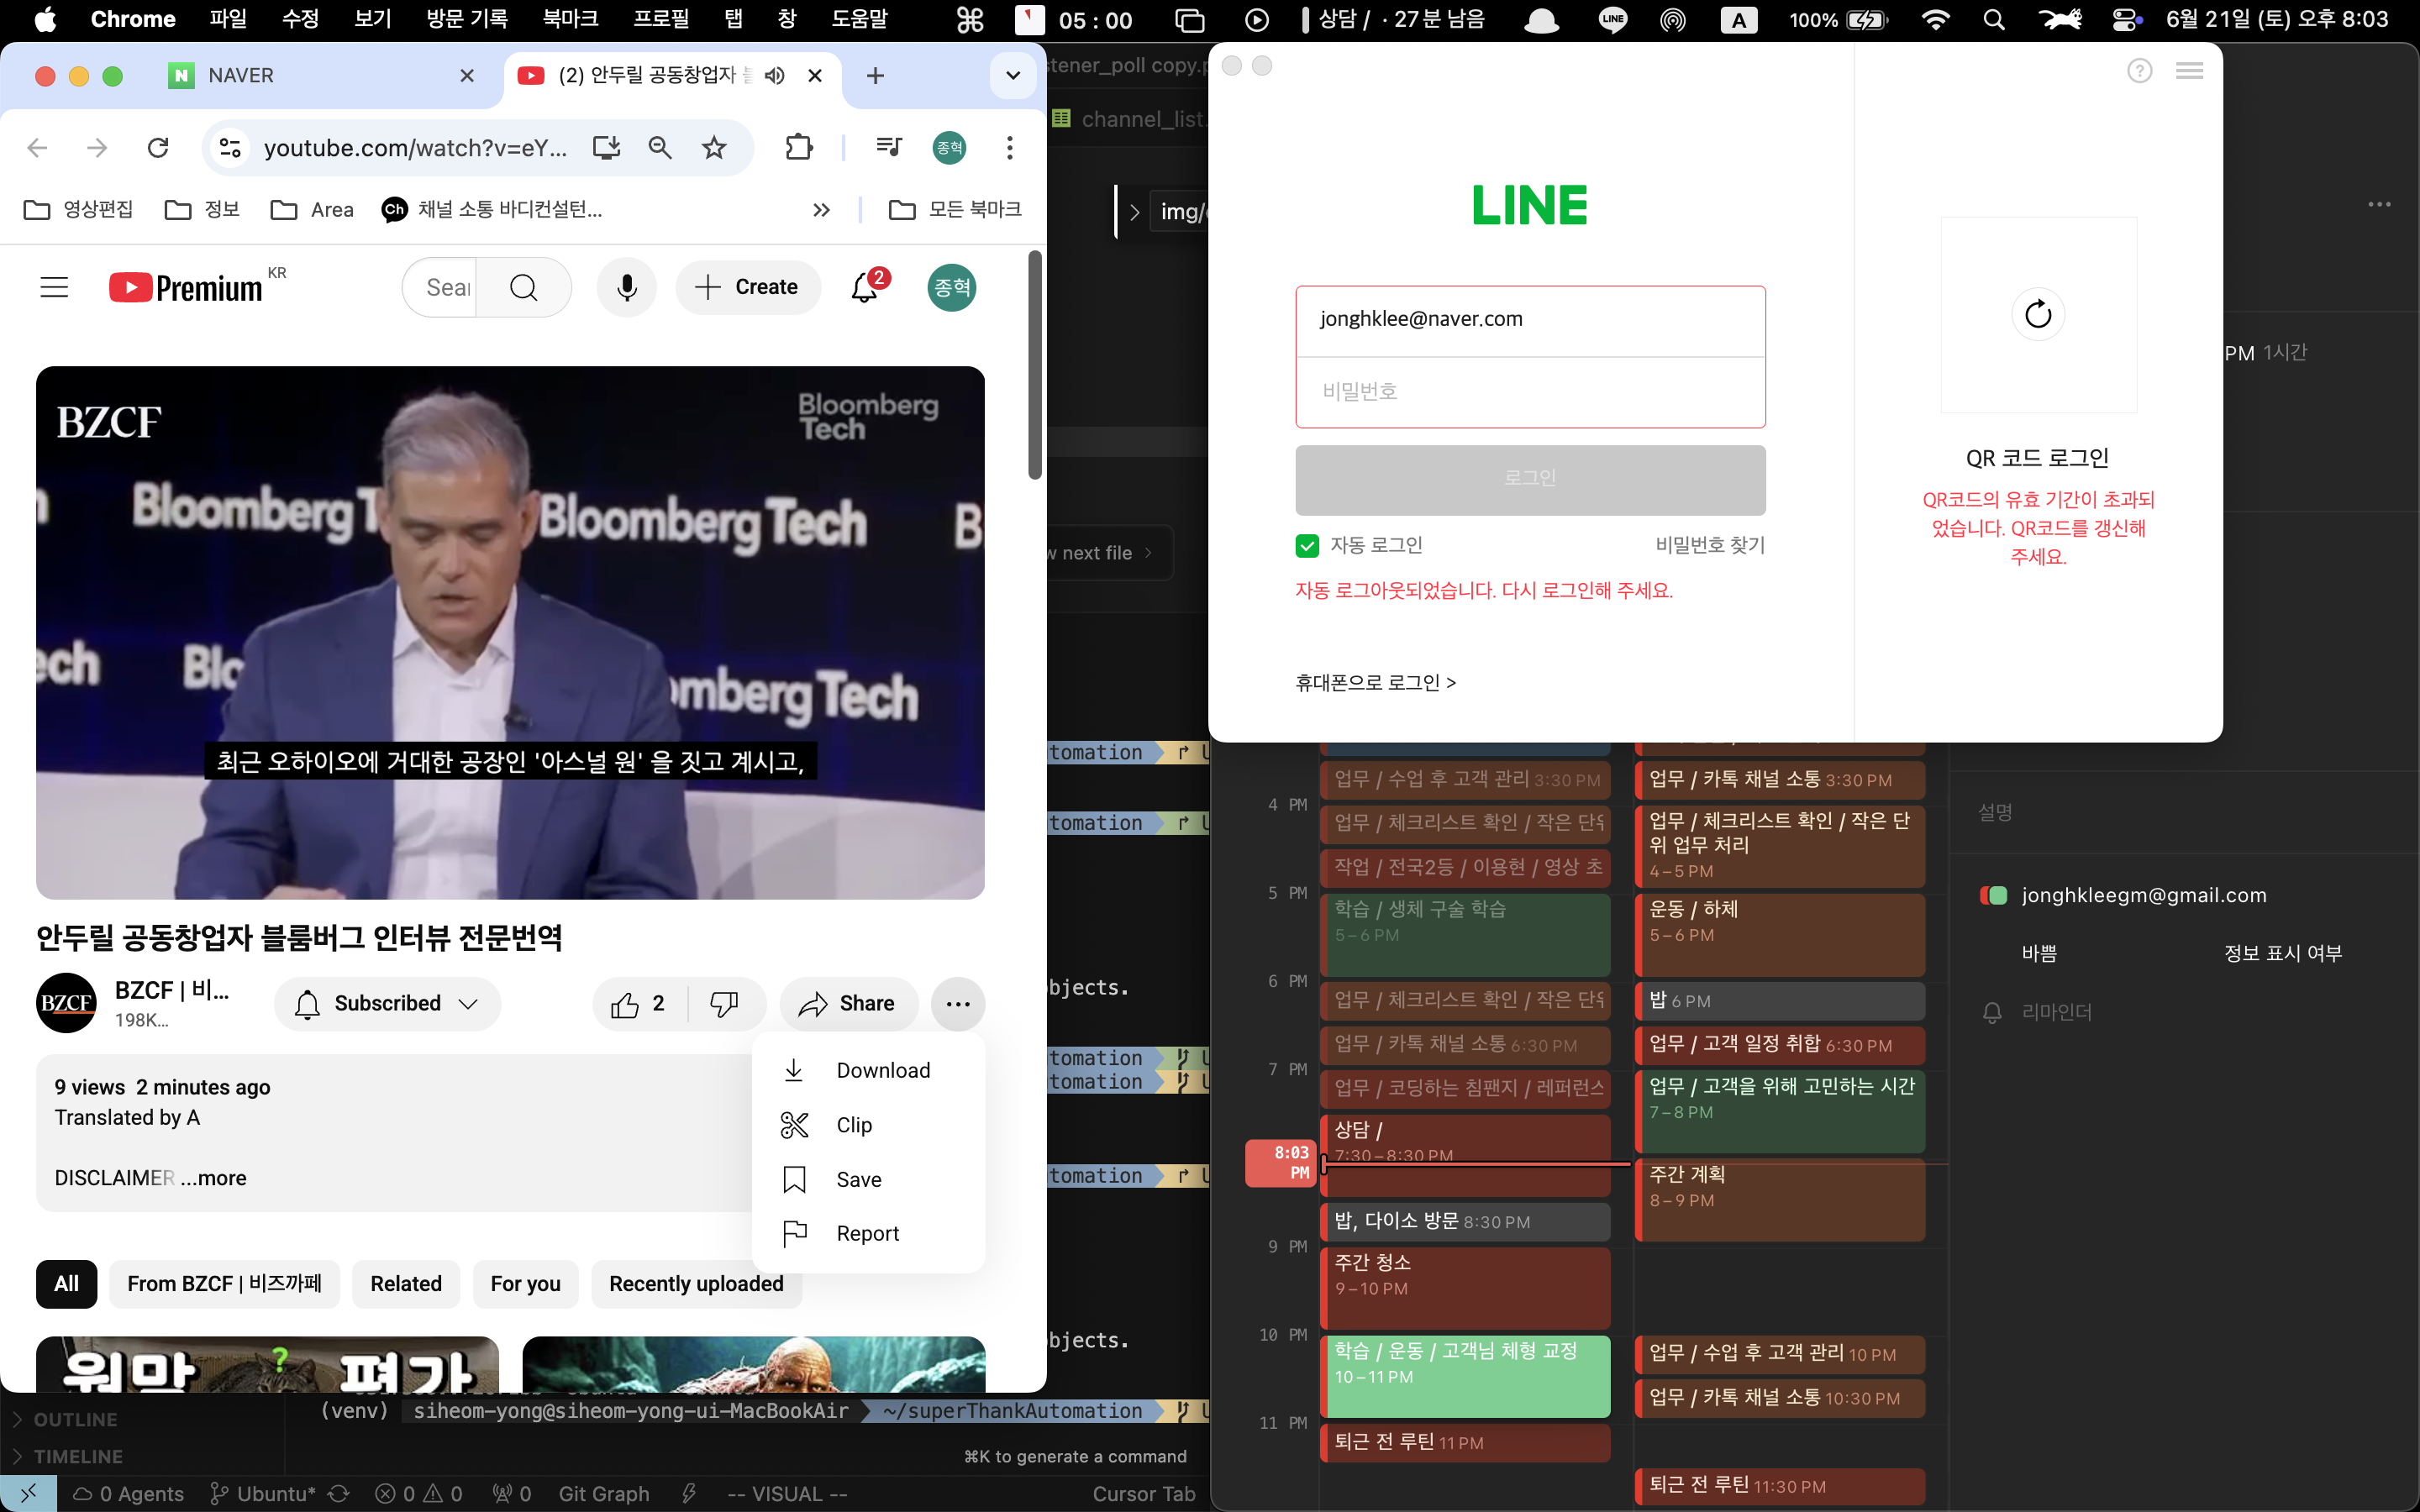 Chrome 파일 수정 보기 방문 기록 북마크 프로필 탭 창 도움말 05 : 00 상담 / · 27분 남음 LINE A 100% 6월 21일 (토) 오후 8:03
NAVER
(2) 안두릴 공동창업자
youtube.com/watch?v=eY...
종혁
영상편집 정보 Area Ch 채널 소통 바디컨설턴... 모든 북마크
Premium KR
Create
2
종혁
BZCF
Bloomberg Tech
Bloomberg Tech
최근 오하이오에 거대한 공장인 '아스널 원' 을 짓고 계시고,
안두릴 공동창업자 블룸버그 인터뷰 전문번역
BZCF
BZCF | 비...
198K...
Subscribed
2
Share
9 views 2 minutes ago
Translated by A
DISCLAIMER ...more
Download
Clip
Save
Report
All From BZCF | 비즈까페 Related For you Recently uploaded
워맘 ? 평가
stener_poll copy.p
channel_list.
img/
w next file
tomation
tomation
bjects.
tomation
tomation
tomation
bjects.
(venv) siheom-yong@siheom-yong-ui-MacBookAir ~/superThankAutomation
OUTLINE
TIMELINE
⌘K to generate a command
0 Agents Ubuntu* 0 0 0 Git Graph -- VISUAL -- Cursor Tab
LINE
jonghklee@naver.com
비밀번호
로그인
자동 로그인
비밀번호 찾기
자동 로그아웃되었습니다. 다시 로그인해 주세요.
휴대폰으로 로그인 >
QR 코드 로그인
QR코드의 유효 기간이 초과되
었습니다. QR코드를 갱신해
주세요.
PM 1시간
4 PM
5 PM
6 PM
7 PM
8:03
PM
9 PM
10 PM
11 PM
업무 / 수업 후 고객 관리 3:30 PM
업무 / 체크리스트 확인 / 작은 단위
작업 / 전국2등 / 이용현 / 영상 초
학습 / 생체 구술 학습
5–6 PM
업무 / 체크리스트 확인 / 작은 단위
업무 / 카톡 채널 소통 6:30 PM
업무 / 코딩하는 침팬지 / 레퍼런스
상담 /
7:30–8:30 PM
밥, 다이소 방문 8:30 PM
주간 청소
9–10 PM
학습 / 운동 / 고객님 체형 교정
10–11 PM
퇴근 전 루틴 11 PM
업무 / 카톡 채널 소통 3:30 PM
업무 / 체크리스트 확인 / 작은 단
위 업무 처리
4–5 PM
운동 / 하체
5–6 PM
밥 6 PM
업무 / 고객 일정 취합 6:30 PM
업무 / 고객을 위해 고민하는 시간
7–8 PM
주간 계획
8–9 PM
업무 / 수업 후 고객 관리 10 PM
업무 / 카톡 채널 소통 10:30 PM
퇴근 전 루틴 11:30 PM
설명
jonghkleegm@gmail.com
바쁨 정보 표시 여부
리마인더